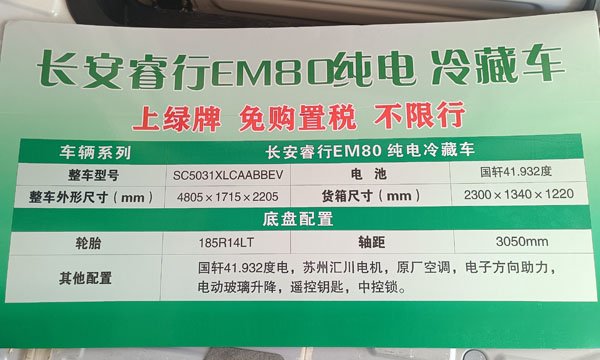 长安睿行EM80纯电 冷藏车
上绿牌 免购置税 不限行
车辆系列 长安睿行EM80 纯电冷藏车
整车型号 SC5031XLCAABBEV 电池 国轩41.932度
整车外形尺寸（mm） 4805×1715×2205 货箱尺寸（mm） 2300×1340×1220
底盘配置
轮胎 185R14LT 轴距 3050mm
其他配置 国轩41.932度电，苏州汇川电机，原厂空调，电子方向助力，
电动玻璃升降，遥控钥匙，中控锁。